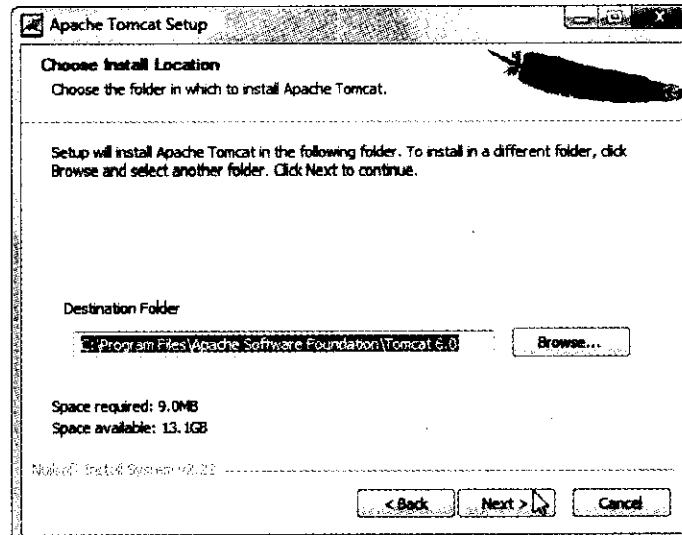 Apache Tomcat Setup
Choose Install Location
Choose the folder in which to install Apache Tomcat.
Setup will install Apache Tomcat in the following folder. To install in a different folder, click
Browse and select another folder. Click Next to continue.
Destination Folder
C:\Program Files\Apache Software Foundation\Tomcat 6.0
Browse...
Space required: 9.0MB
Space available: 13.1GB
Nullsoft Install System
< Back Next > Cancel